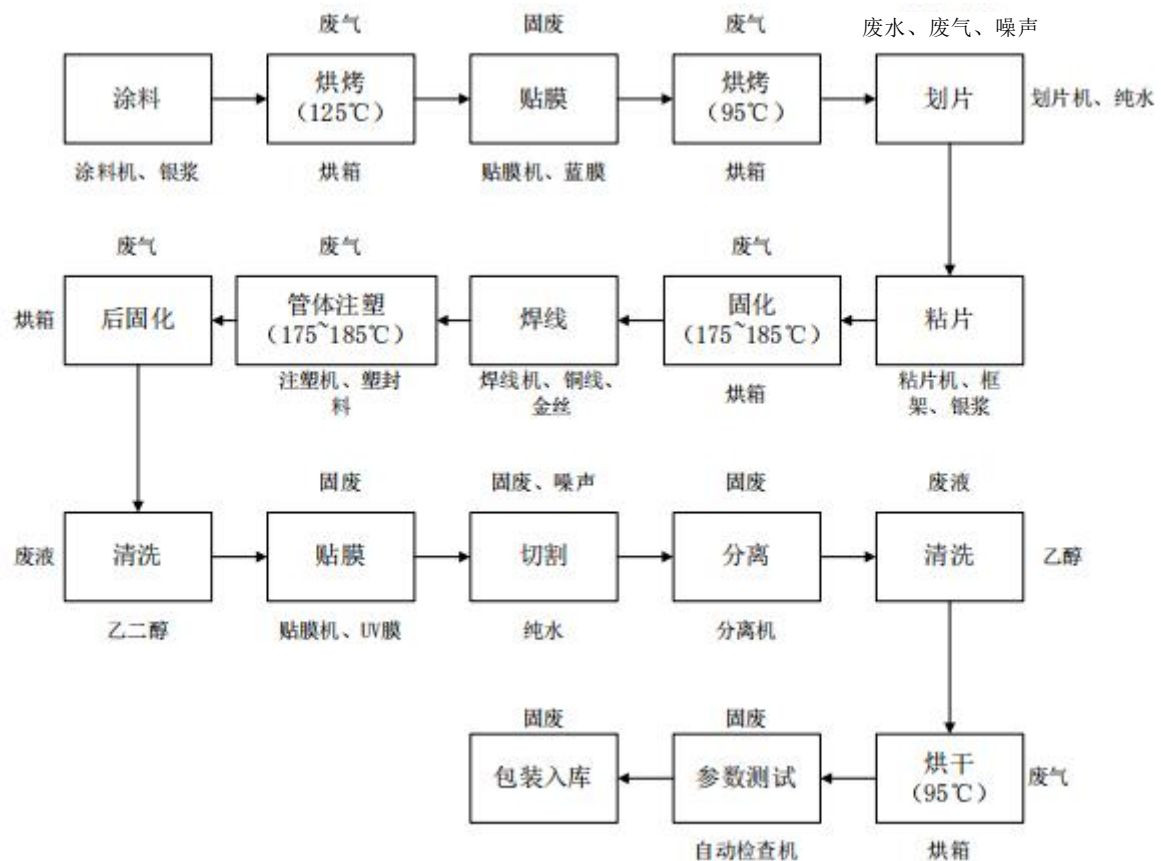 废气
固废
废气
废水、废气、噪声
涂料
烘烤
(125℃)
贴膜
烘烤
(95℃)
划片
划片机、纯水
涂料机、银浆
烘箱
贴膜机、蓝膜
烘箱
废气
废气
废气
烘箱
后固化
管体注塑
(175~185℃)
焊线
固化
(175~185℃)
粘片
注塑机、塑封
料
焊线机、铜线、
金丝
烘箱
粘片机、框
架、银浆
固废
固废、噪声
固废
废液
废液
清洗
贴膜
切割
分离
清洗
乙醇
乙二醇
贴膜机、UV膜
纯水
分离机
固废
固废
包装入库
参数测试
烘干
(95℃)
废气
自动检查机
烘箱